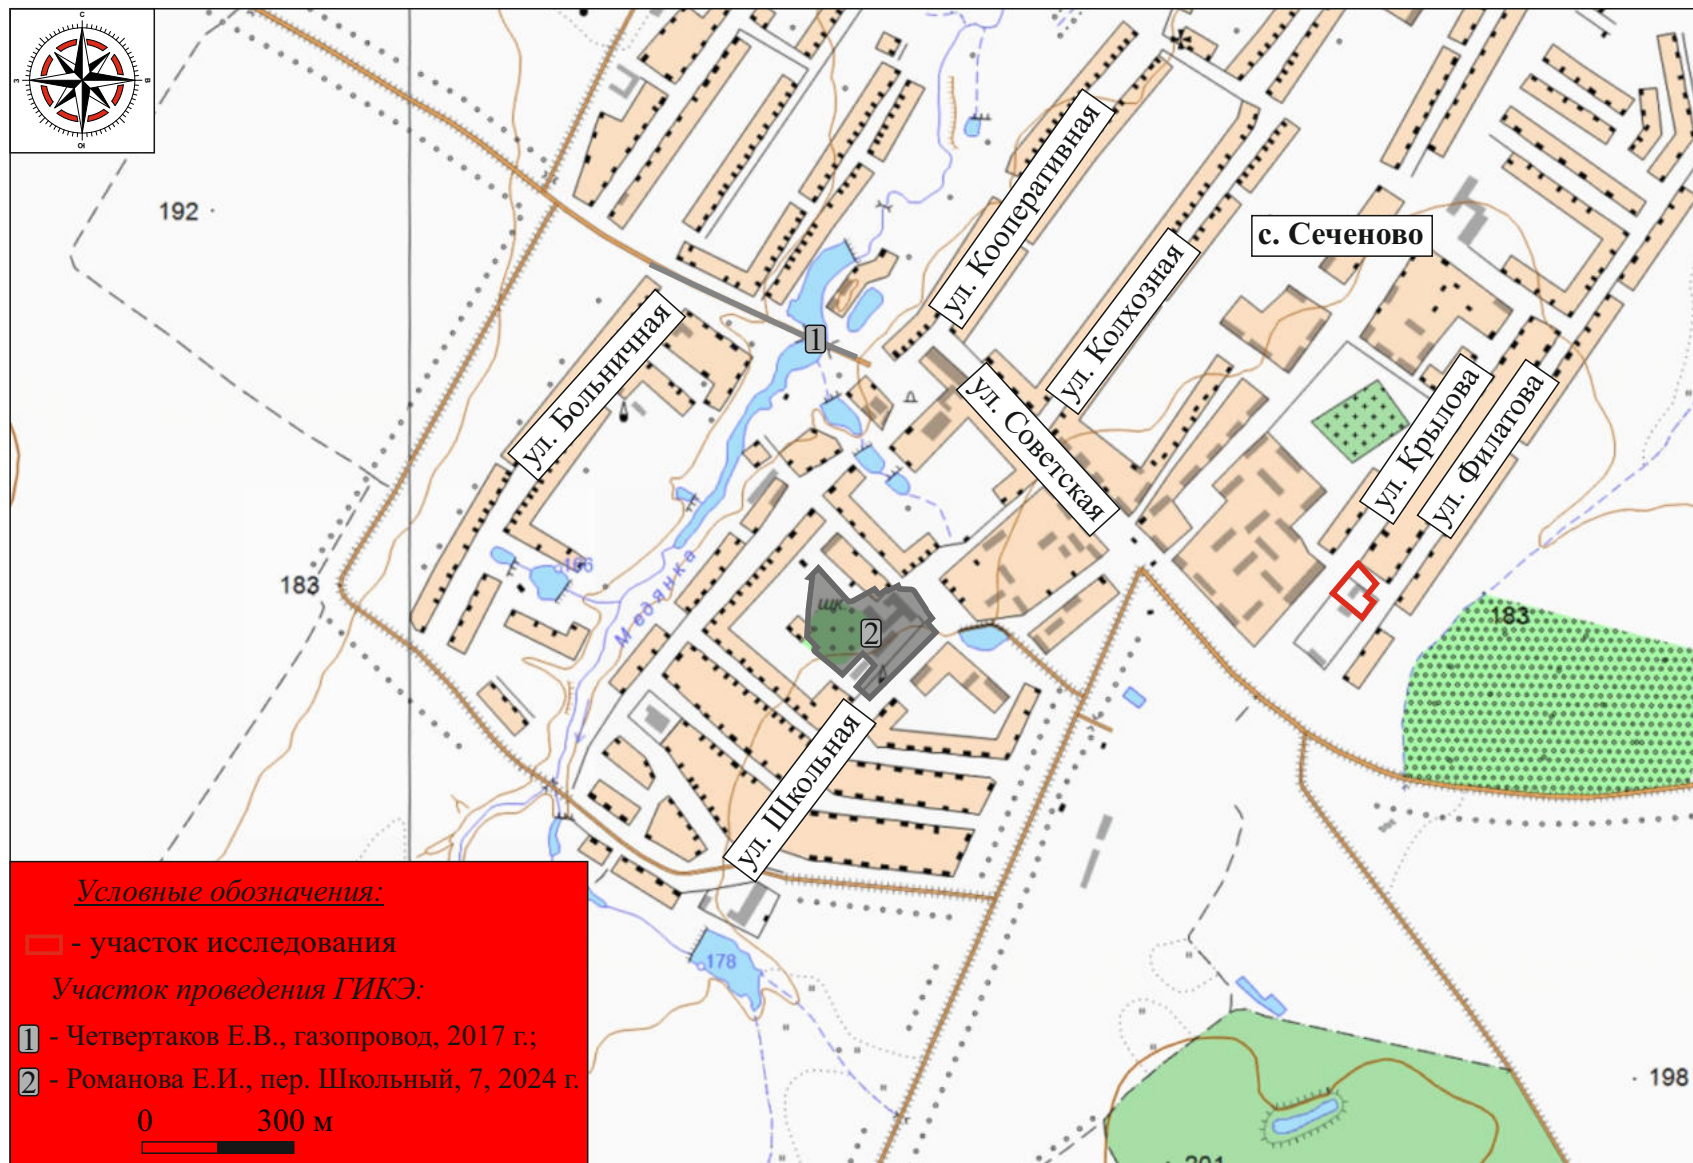 С
З
В
Ю
192
с. Сеченово
ул. Кооперативная
ул. Колхозная
ул. Больничная
1
ул. Советская
ул. Крылова
ул. Филатова
183
166
Медянка
шк.
2
183
ул. Школьная
178
198
201
Условные обозначения:
- участок исследования
Участок проведения ГИКЭ:
1 - Четвертаков Е.В., газопровод, 2017 г.;
2 - Романова Е.И., пер. Школьный, 7, 2024 г.
0 300 м